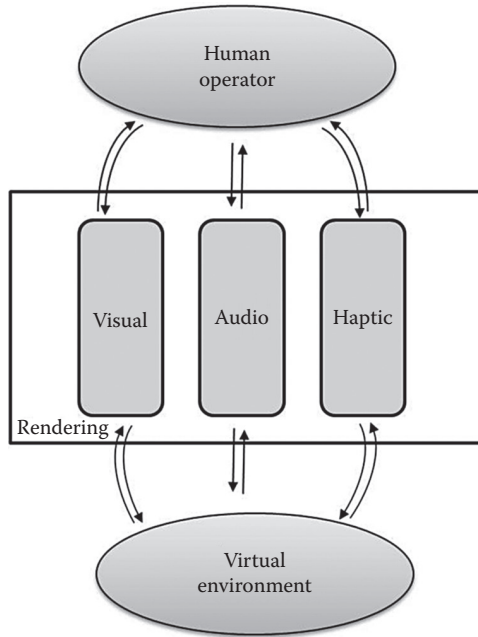 Human
operator
Visual
Audio
Haptic
Rendering
Virtual
environment